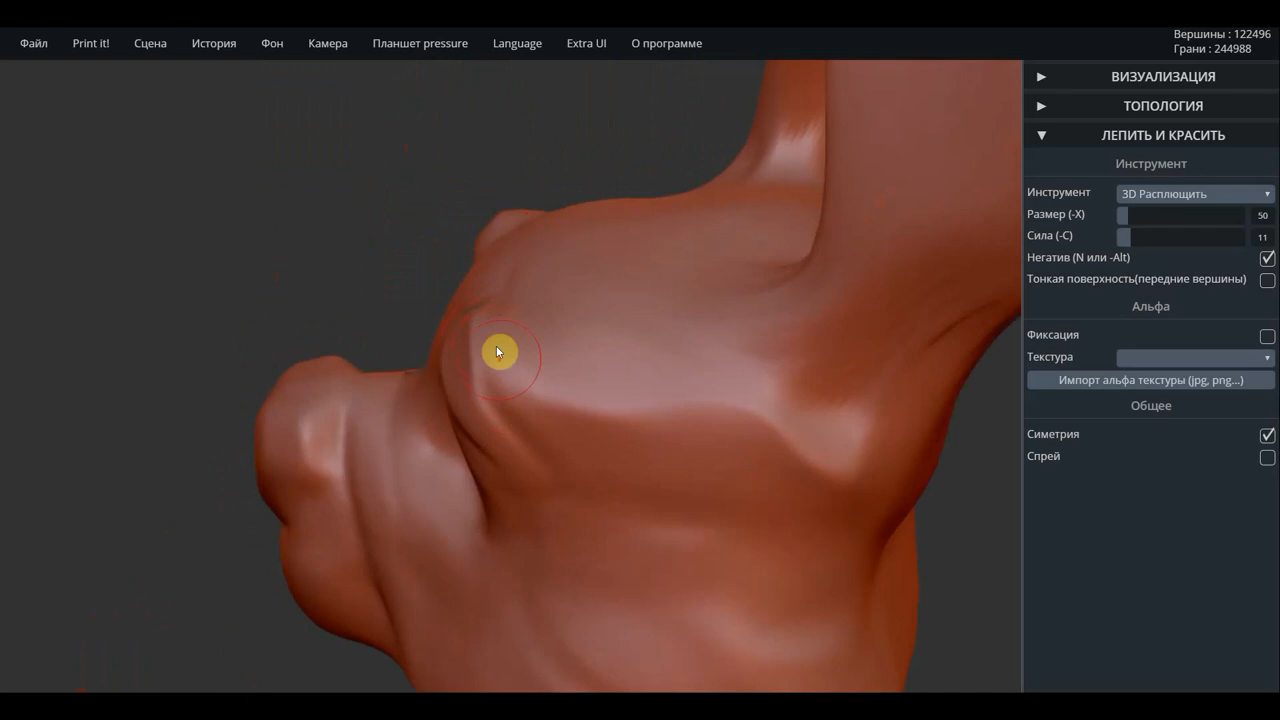 Файл Print it! Сцена История Фон Камера Планшет pressure Language Extra UI О программе
Вершины : 122496
Грани : 244988
ВИЗУАЛИЗАЦИЯ
ТОПОЛОГИЯ
ЛЕПИТЬ И КРАСИТЬ
Инструмент
Инструмент 3D Расплющить
Размер (-X) 50
Сила (-C) 11
Негатив (N или -Alt)
Тонкая поверхность(передние вершины)
Альфа
Фиксация
Текстура
Импорт альфа текстуры (jpg, png...)
Общее
Симетрия
Спрей